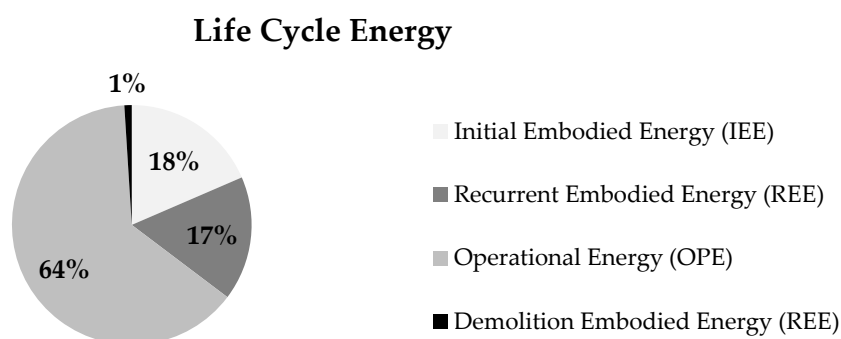 Life Cycle Energy
1%
18%
17%
64%
Initial Embodied Energy (IEE)
Recurrent Embodied Energy (REE)
Operational Energy (OPE)
Demolition Embodied Energy (REE)